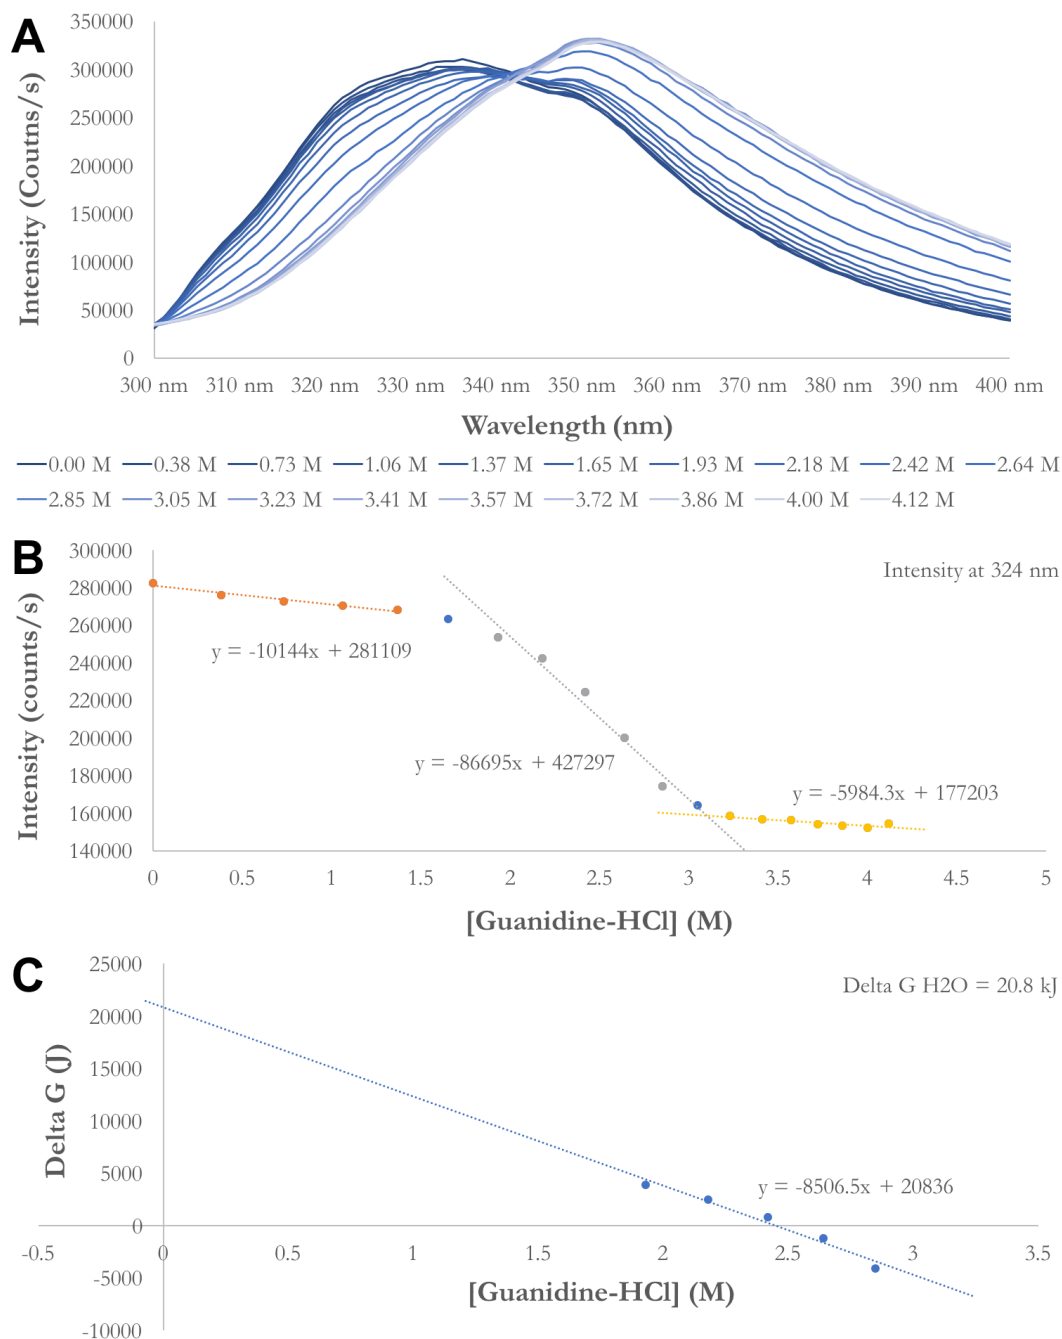 A
350000
300000
250000
200000
150000
100000
50000
0
Intensity (Coutns/s)
300 nm 310 nm 320 nm 330 nm 340 nm 350 nm 360 nm 370 nm 380 nm 390 nm 400 nm
Wavelength (nm)
0.00 M 0.38 M 0.73 M 1.06 M 1.37 M 1.65 M 1.93 M 2.18 M 2.42 M 2.64 M
2.85 M 3.05 M 3.23 M 3.41 M 3.57 M 3.72 M 3.86 M 4.00 M 4.12 M
B
300000
280000
260000
240000
220000
200000
180000
160000
140000
Intensity (counts/s)
Intensity at 324 nm
y = -10144x + 281109
y = -86695x + 427297
y = -5984.3x + 177203
0 0.5 1 1.5 2 2.5 3 3.5 4 4.5 5
[Guanidine-HCl] (M)
C
25000
20000
15000
10000
5000
0
-5000
-10000
Delta G (J)
Delta G H2O = 20.8 kJ
y = -8506.5x + 20836
-0.5 0 0.5 1 1.5 2 2.5 3 3.5
[Guanidine-HCl] (M)